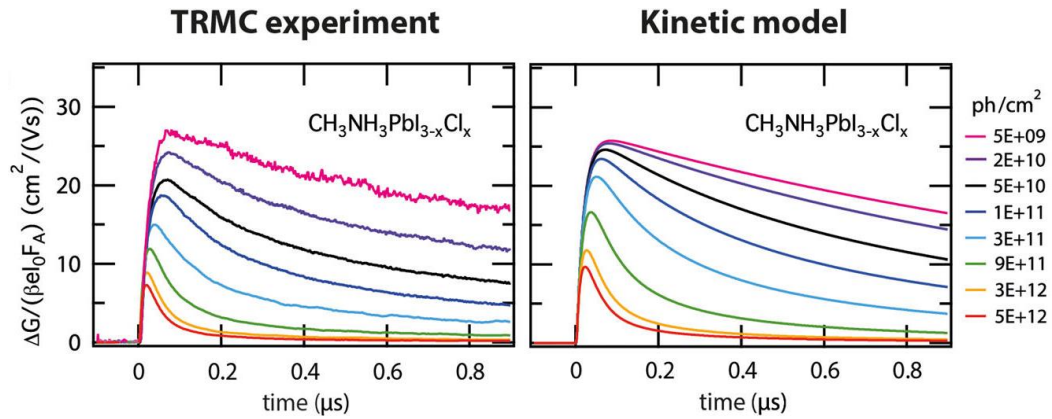 TRMC experiment
Kinetic model
ΔG/(βeI₀F_A) (cm²/(Vs))
30
20
10
0
CH₃NH₃PbI₃₋ₓClₓ
0 0.2 0.4 0.6 0.8
time (µs)
CH₃NH₃PbI₃₋ₓClₓ
0 0.2 0.4 0.6 0.8
time (µs)
ph/cm²
5E+09
2E+10
5E+10
1E+11
3E+11
9E+11
3E+12
5E+12